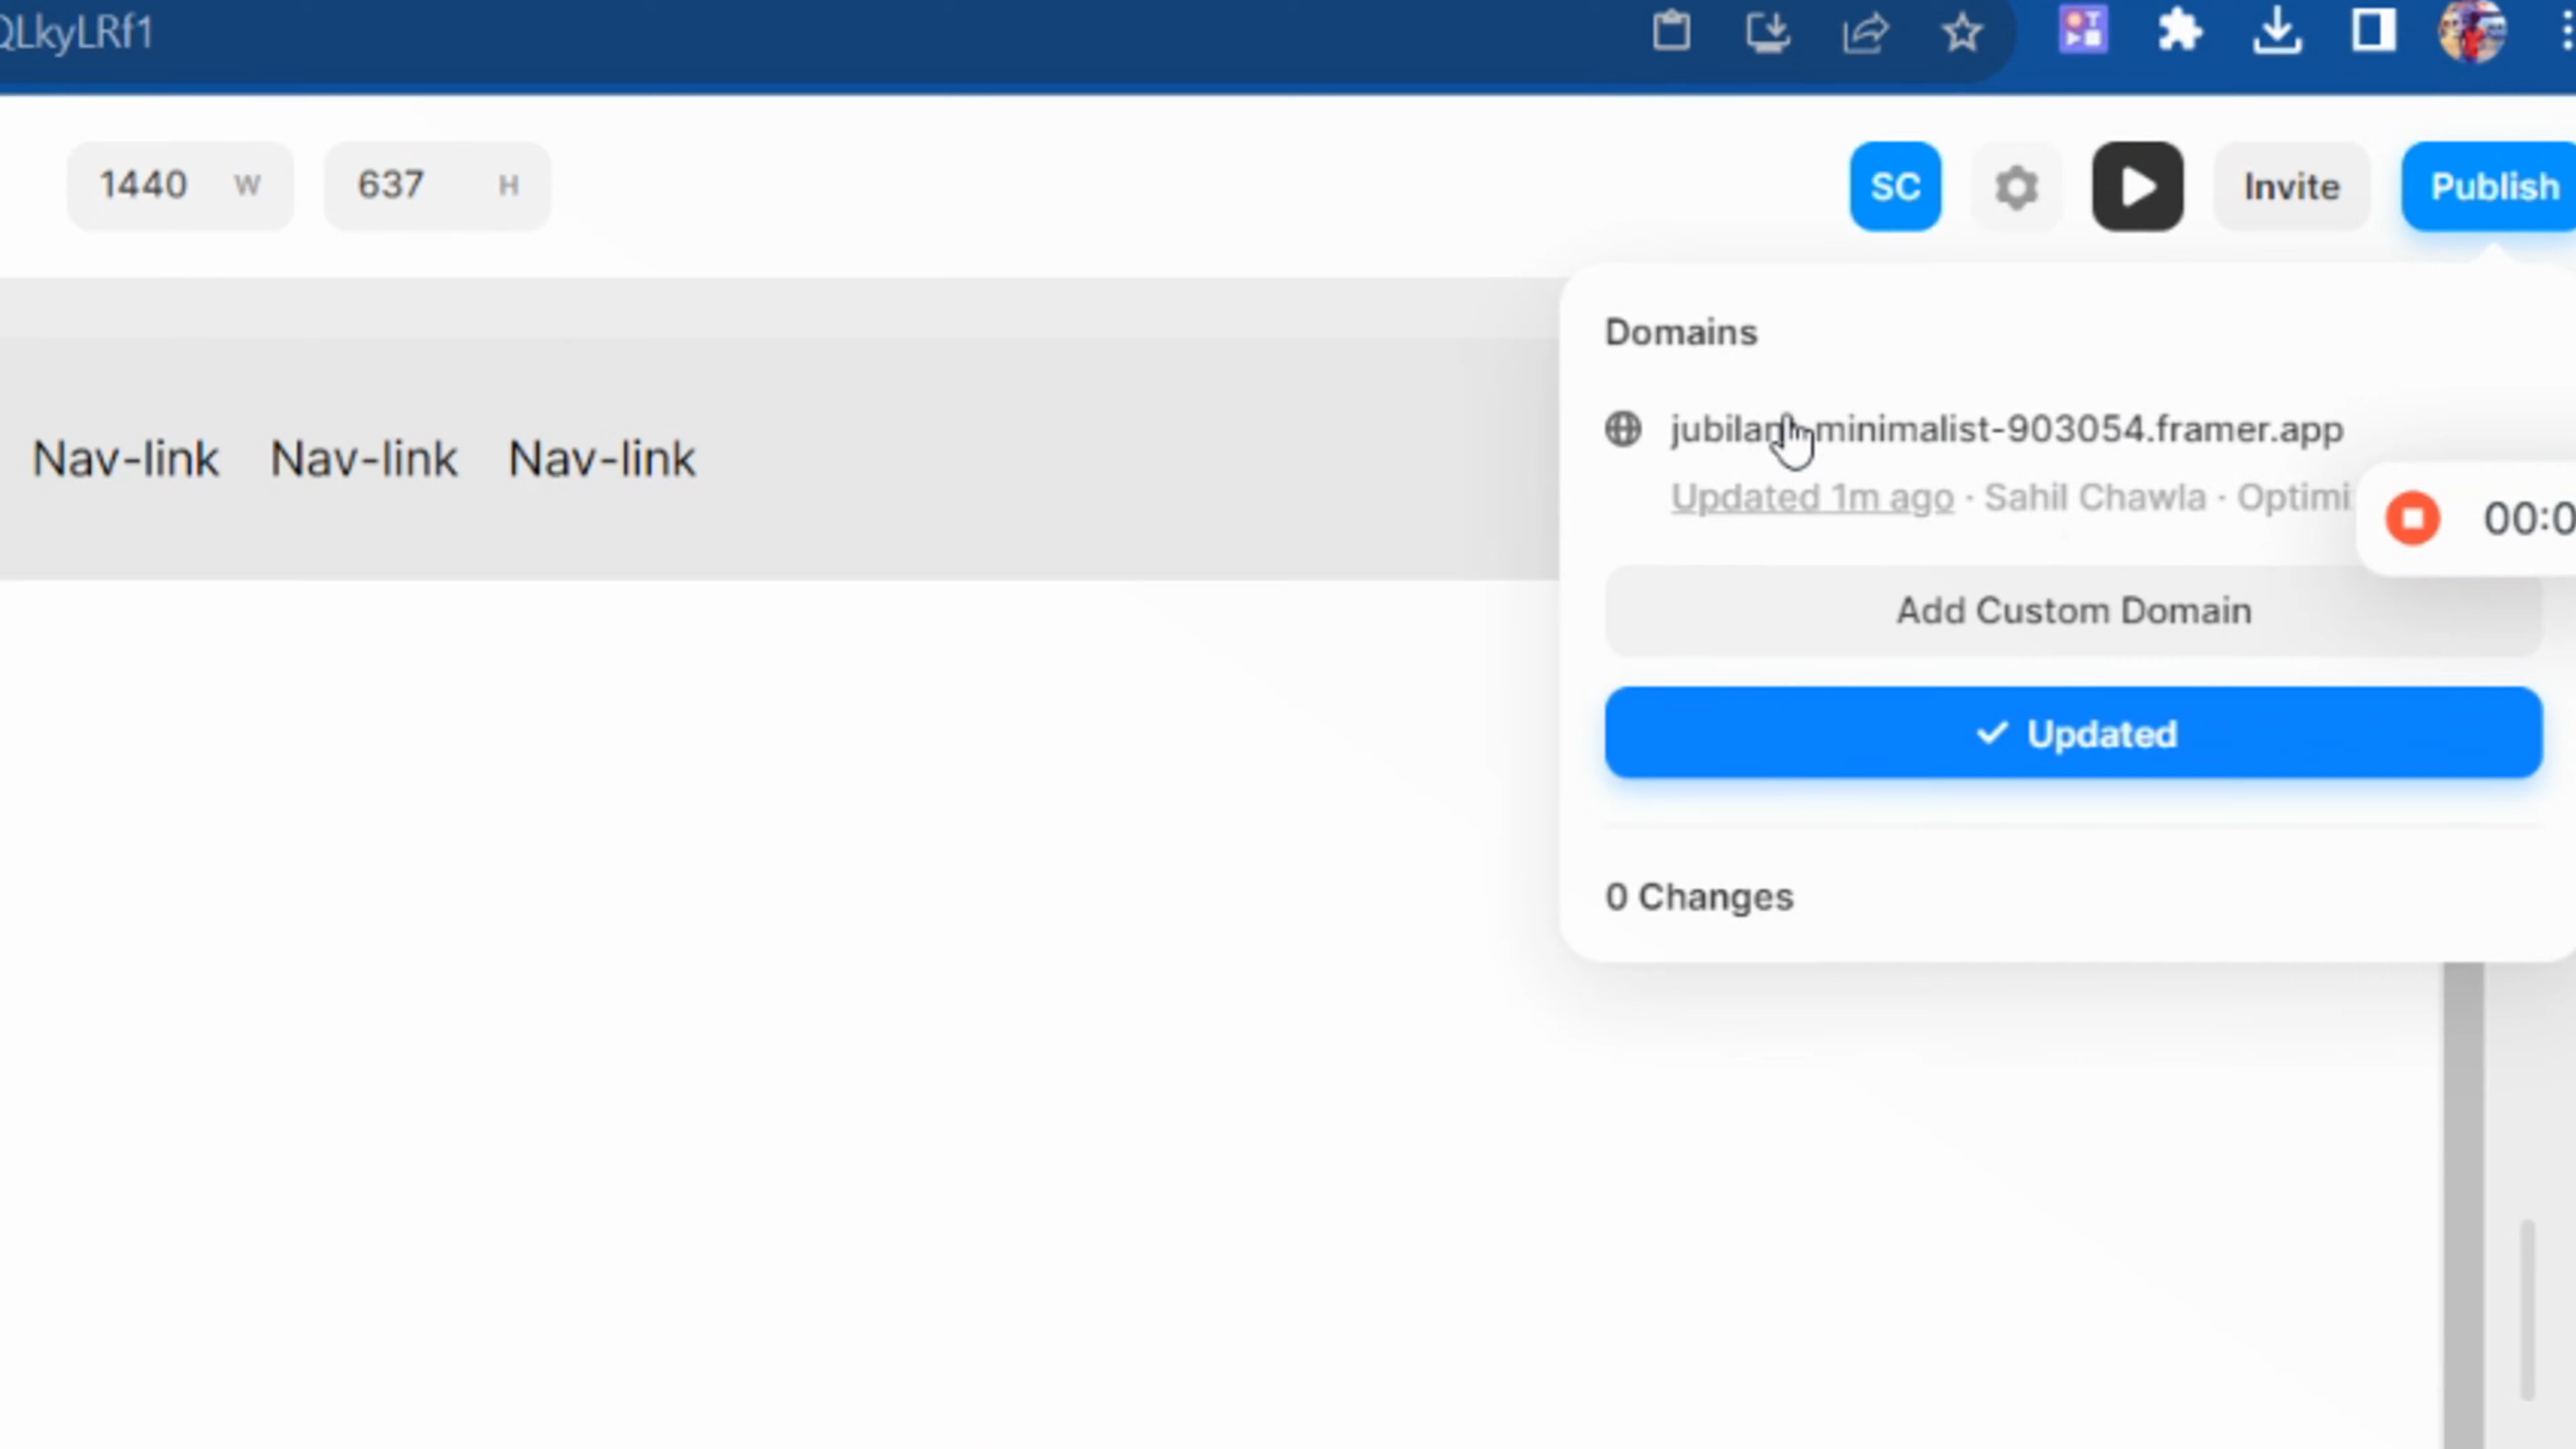 QLkyLRf1
1440 W 637 H SC Invite Publish
Domains
Nav-link Nav-link Nav-link
minimalist-903054.framer.app
Updated 1m ago · Sahil Chawla ·
00:0
Add Custom Domain
Updated
0 Changes